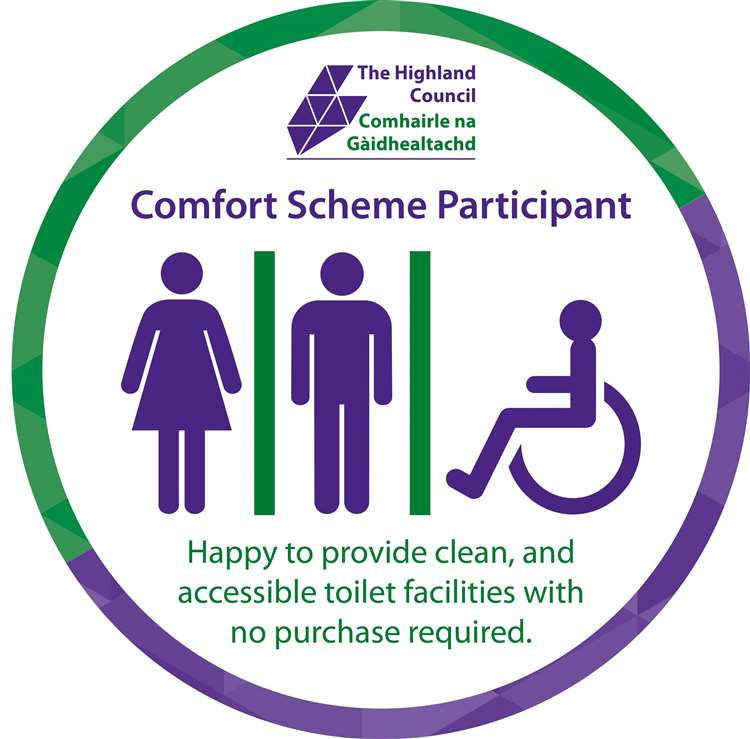 The Highland
Council
Comhairle na
Gàidhealtachd
Comfort Scheme Participant
Happy to provide clean, and
accessible toilet facilities with
no purchase required.